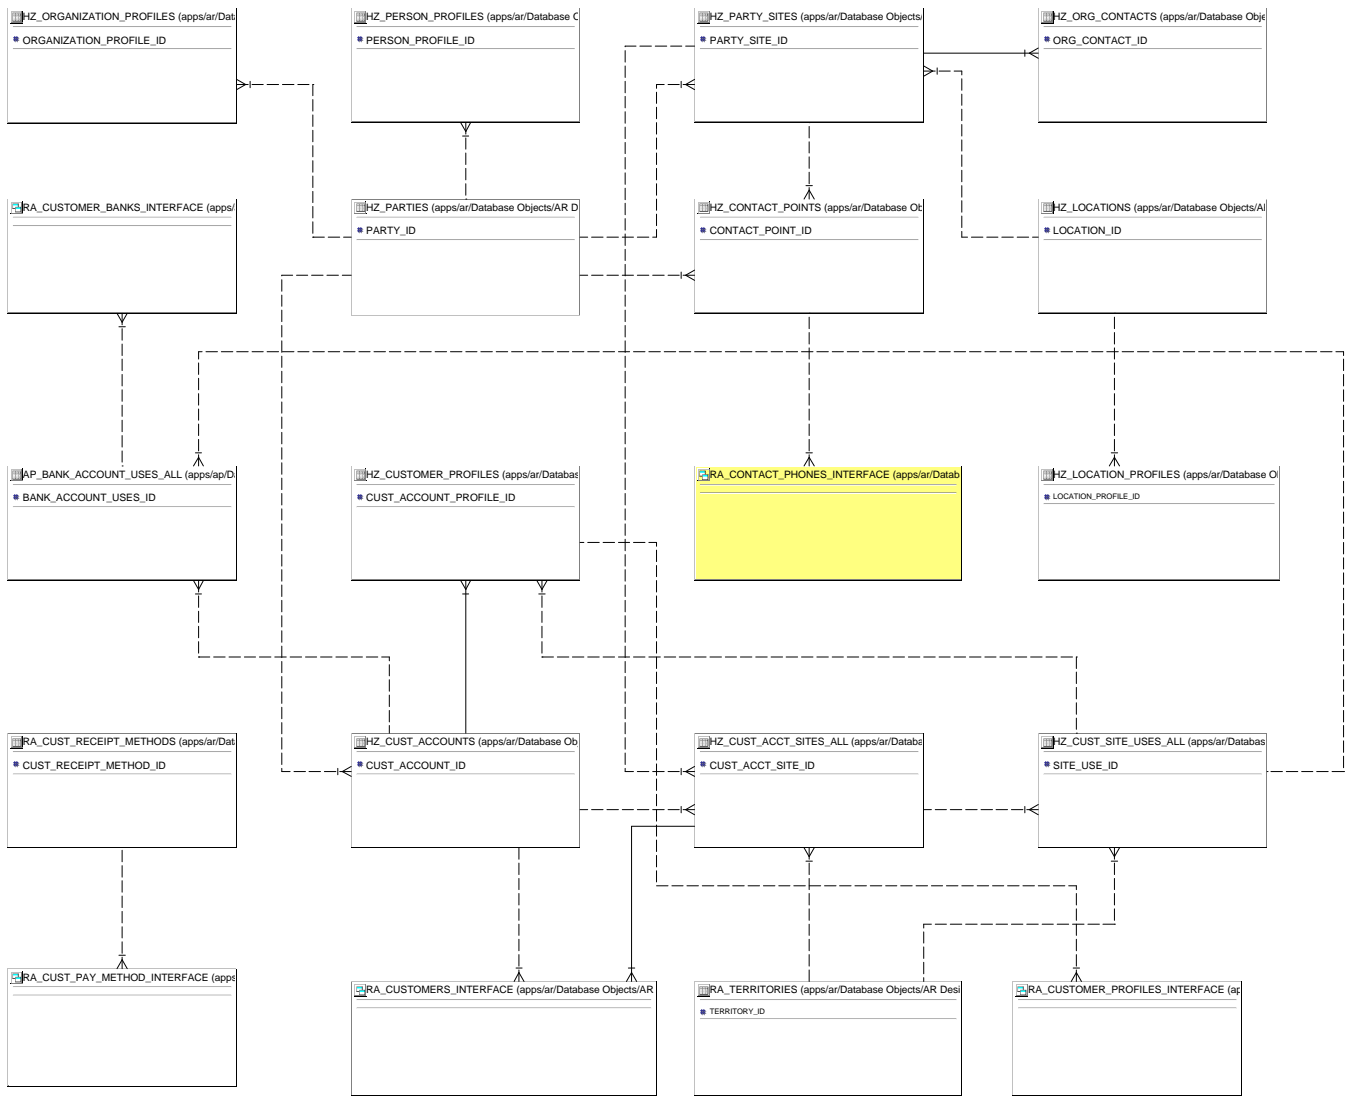 HZ_ORGANIZATION_PROFILES (apps/ar/Dat
# ORGANIZATION_PROFILE_ID
HZ_PERSON_PROFILES (apps/ar/Database C
# PERSON_PROFILE_ID
HZ_PARTY_SITES (apps/ar/Database Objects/
# PARTY_SITE_ID
HZ_ORG_CONTACTS (apps/ar/Database Obje
# ORG_CONTACT_ID
RA_CUSTOMER_BANKS_INTERFACE (apps/
HZ_PARTIES (apps/ar/Database Objects/AR D
# PARTY_ID
HZ_CONTACT_POINTS (apps/ar/Database Ob
# CONTACT_POINT_ID
HZ_LOCATIONS (apps/ar/Database Objects/A
# LOCATION_ID
AP_BANK_ACCOUNT_USES_ALL (apps/ap/D
# BANK_ACCOUNT_USES_ID
HZ_CUSTOMER_PROFILES (apps/ar/Databas
# CUST_ACCOUNT_PROFILE_ID
RA_CONTACT_PHONES_INTERFACE (apps/ar/Datab
HZ_LOCATION_PROFILES (apps/ar/Database O
# LOCATION_PROFILE_ID
RA_CUST_RECEIPT_METHODS (apps/ar/Dat
# CUST_RECEIPT_METHOD_ID
HZ_CUST_ACCOUNTS (apps/ar/Database Ob
# CUST_ACCOUNT_ID
HZ_CUST_ACCT_SITES_ALL (apps/ar/Databa
# CUST_ACCT_SITE_ID
HZ_CUST_SITE_USES_ALL (apps/ar/Databas
# SITE_USE_ID
RA_CUST_PAY_METHOD_INTERFACE (apps
RA_CUSTOMERS_INTERFACE (apps/ar/Database Objects/AR
RA_TERRITORIES (apps/ar/Database Objects/AR Desi
# TERRITORY_ID
RA_CUSTOMER_PROFILES_INTERFACE (ap